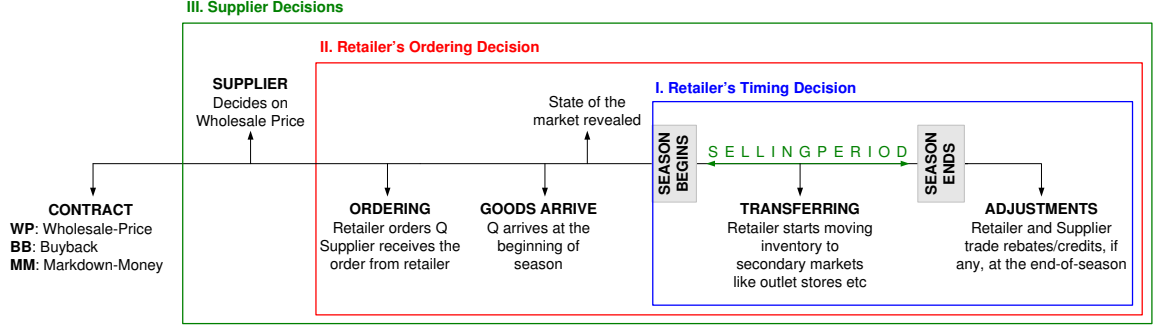 III. Supplier Decisions
II. Retailer's Ordering Decision
I. Retailer's Timing Decision
SUPPLIER
Decides on
Wholesale Price
State of the
market revealed
SEASON
BEGINS
S E L L I N G P E R I O D
SEASON
ENDS
CONTRACT
WP: Wholesale-Price
BB: Buyback
MM: Markdown-Money
ORDERING
Retailer orders Q
Supplier receives the
order from retailer
GOODS ARRIVE
Q arrives at the
beginning of
season
TRANSFERRING
Retailer starts moving
inventory to
secondary markets
like outlet stores etc
ADJUSTMENTS
Retailer and Supplier
trade rebates/credits, if
any, at the end-of-season